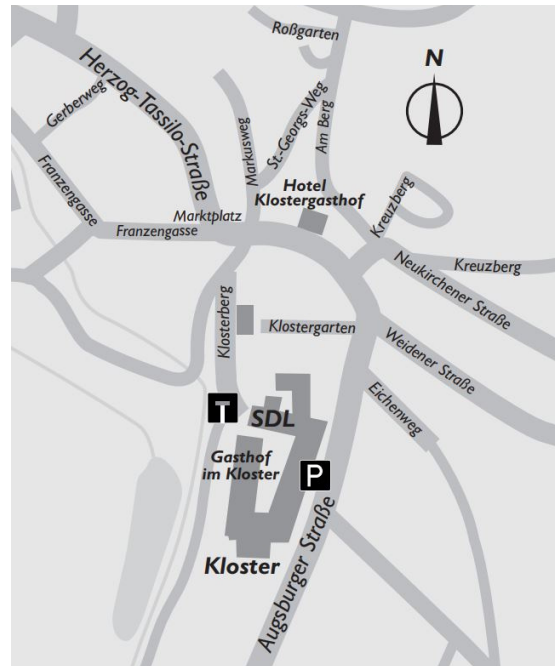 Roßgarten
N
Herzog-Tassilo-Straße
Gerberweg
Markusweg
St.-Georgs-Weg
Am Berg
Franzengasse
Hotel
Klostergasthof
Kreuzberg
Marktplatz
Franzengasse
Kreuzberg
Neukirchener Straße
Klosterberg
Klostergarten
Weidener Straße
Eichenweg
T
SDL
Gasthof
im Kloster
P
Kloster
Augsburger Straße